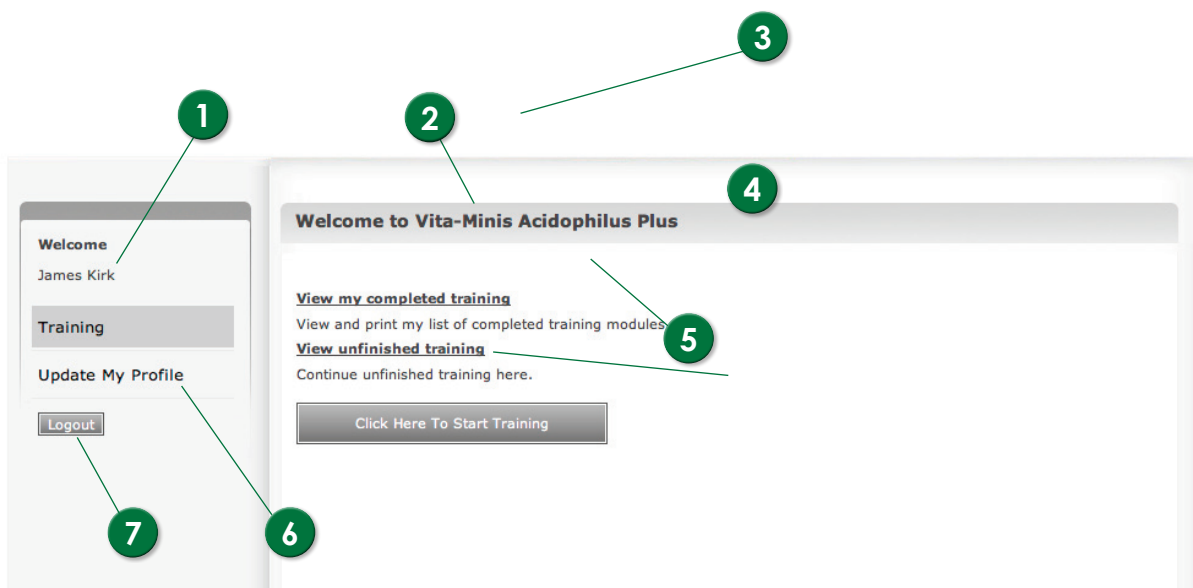 3
1
2
4
Welcome to Vita-Minis Acidophilus Plus
Welcome
James Kirk
View my completed training
Training
View and print my list of completed training modules
5
View unfinished training
Update My Profile
Continue unfinished training here.
Logout
Click Here To Start Training
7
6